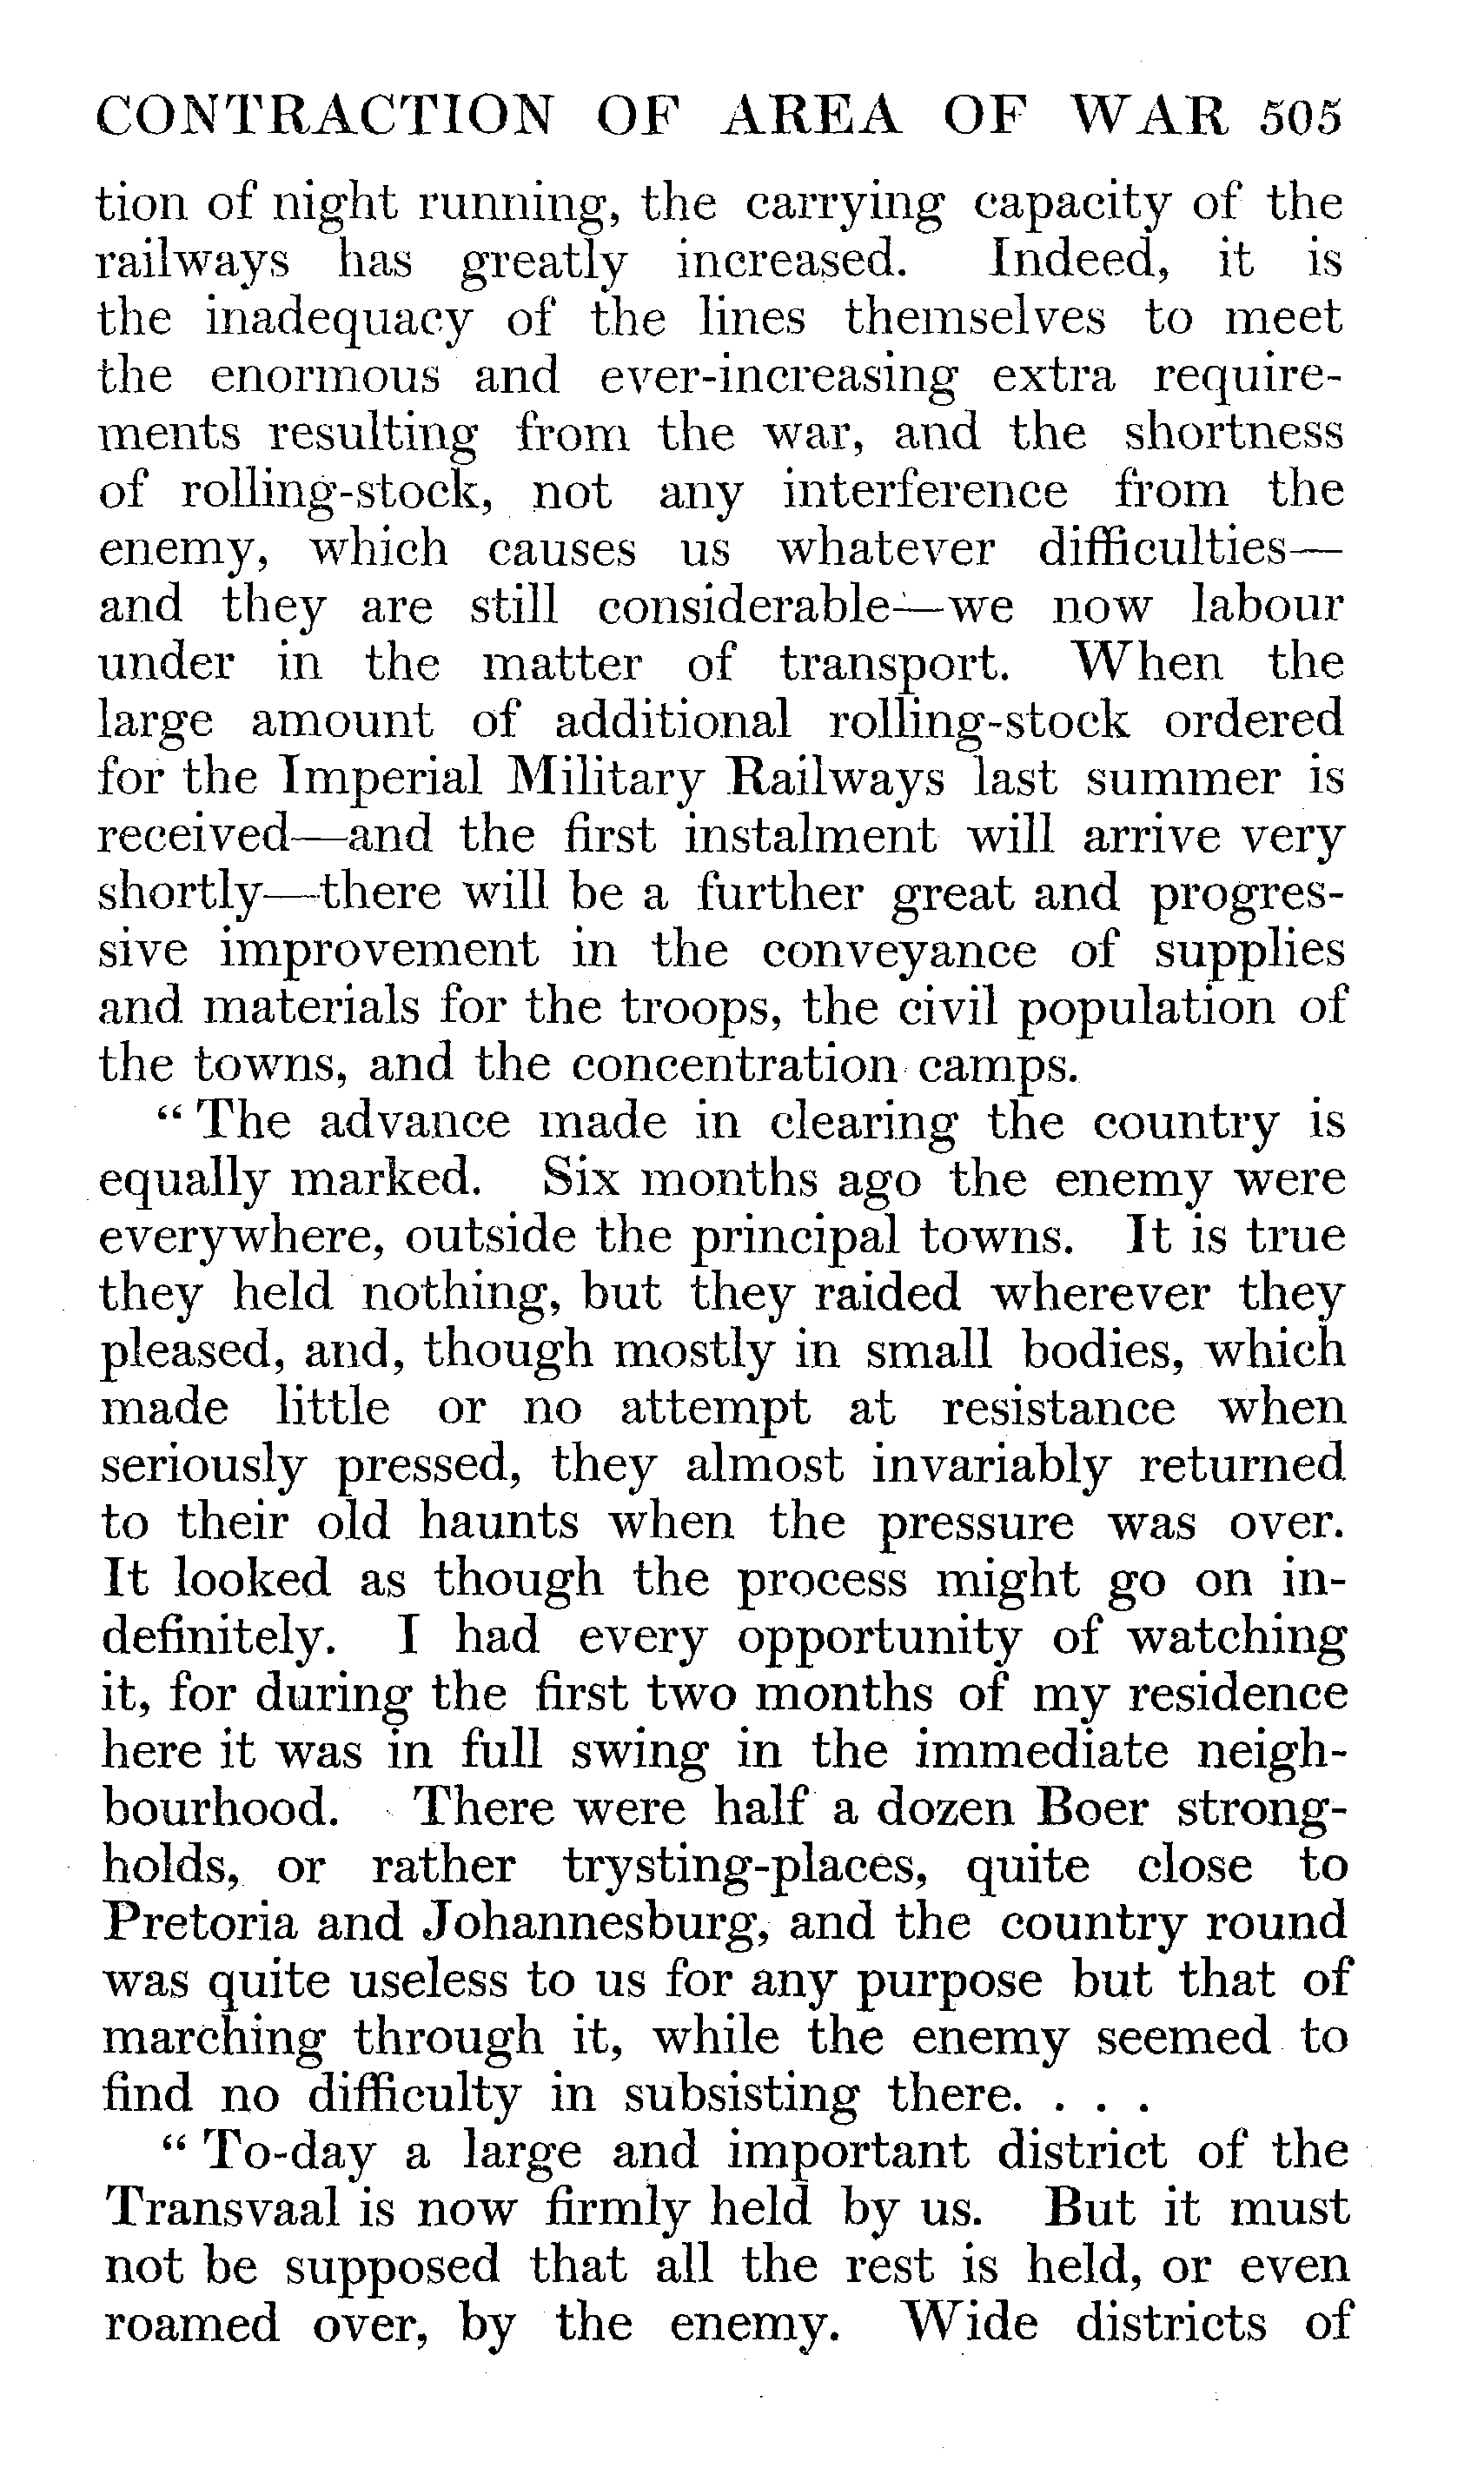 CONTRACTION OF AREA OF WAR 505
tion of night running, the carrying capacity of the
railways has greatly increased. Indeed, it is
the inadequacy of the lines themselves to meet
the enormous and ever-increasing extra require-
ments resulting from the war, and the shortness
of rolling-stock, not any interference from the
enemy, which causes us whatever difficulties—
and they are still considerable—we now labour
under in the matter of transport. When the
large amount of additional rolling-stock ordered
for the Imperial Military Railways last summer is
received—and the first instalment will arrive very
shortly—there will be a further great and progres-
sive improvement in the conveyance of supplies
and materials for the troops, the civil population of
the towns, and the concentration camps.
“ The advance made in clearing the country is
equally marked. Six months ago the enemy were
everywhere, outside the principal towns. It is true
they held nothing, but they raided wherever they
pleased, and, though mostly in small bodies, which
made little or no attempt at resistance when
seriously pressed, they almost invariably returned
to their old haunts when the pressure was over.
It looked as though the process might go on in-
definitely. I had every opportunity of watching
it, for during the first two months of my residence
here it was in full swing in the immediate neigh-
bourhood. There were half a dozen Boer strong-
holds, or rather trysting-places, quite close to
Pretoria and Johannesburg, and the country round
was quite useless to us for any purpose but that of
marching through it, while the enemy seemed to
find no difficulty in subsisting there. . . .
“ To-day a large and important district of the
Transvaal is now firmly held by us. But it must
not be supposed that all the rest is held, or even
roamed over, by the enemy. Wide districts of